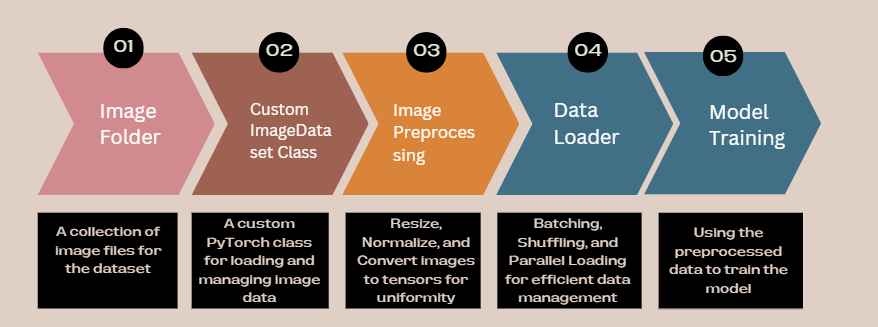 01
02
03
04
05
Image
Folder
Custom
ImageData
set Class
Image
Preproces
sing
Data
Loader
Model
Training
A collection of
image files for
the dataset
A custom
PyTorch class
for loading and
managing image
data
Resize,
Normalize, and
Convert images
to tensors for
uniformity
Batching,
Shuffling, and
Parallel Loading
for efficient data
management
Using the
preprocessed
data to train the
model